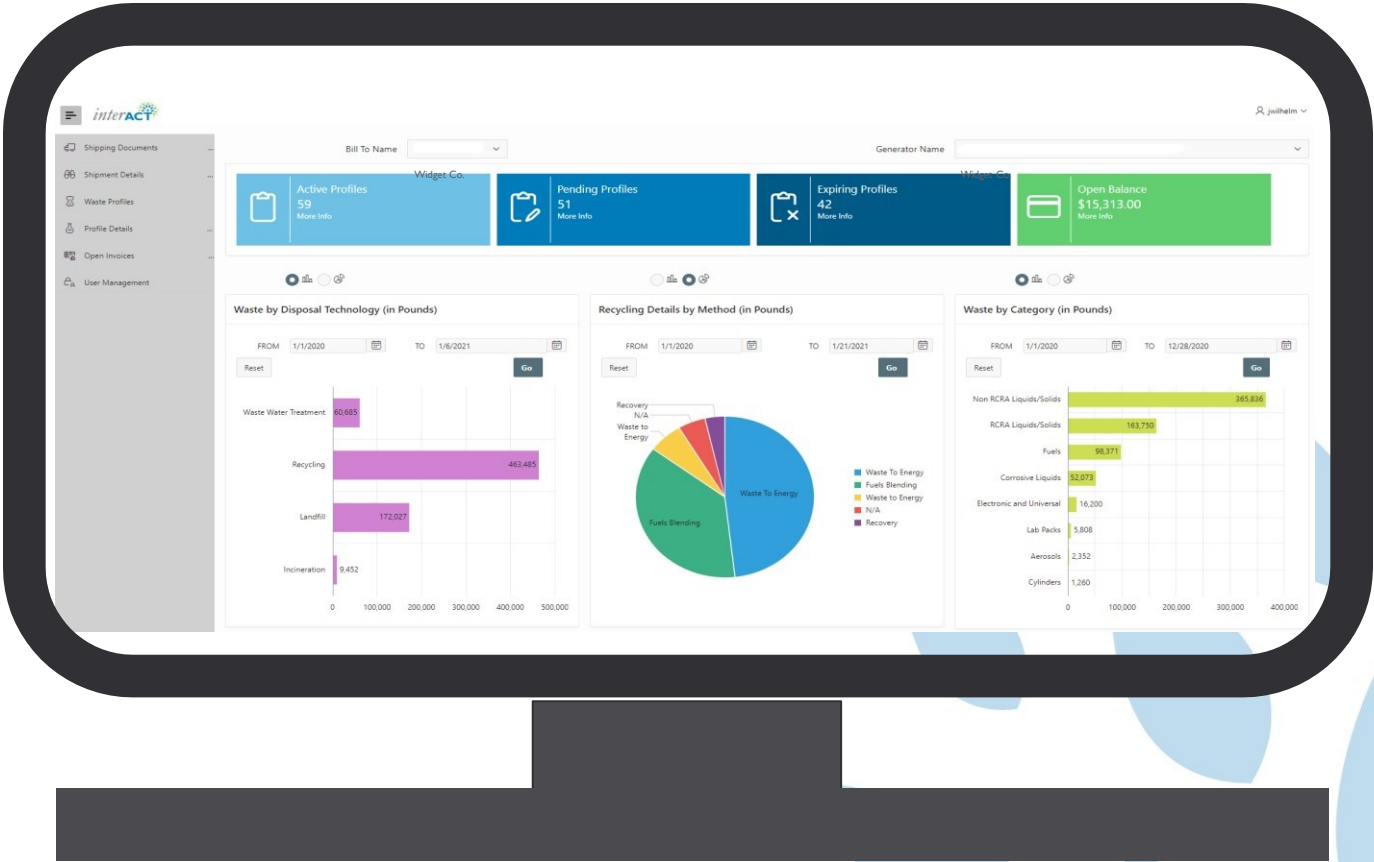 interACT
jwilhelm
Shipping Documents ...
Shipment Details ...
Waste Profiles
Profile Details ...
Open Invoices ...
User Management
Bill To Name
Widget Co.
Generator Name
Widget Co.
Active Profiles
59
More Info
Pending Profiles
51
More Info
Expiring Profiles
42
More Info
Open Balance
$15,313.00
More Info
Waste by Disposal Technology (in Pounds)
FROM 1/1/2020 TO 1/6/2021
Reset Go
Waste Water Treatment 60,685
Recycling 463,485
Landfill 172,027
Incineration 9,452
0 100,000 200,000 300,000 400,000 500,000
Recycling Details by Method (in Pounds)
FROM 1/1/2020 TO 1/21/2021
Reset Go
Recovery
N/A
Waste to
Energy
Waste To Energy
Fuels Blending
Waste To Energy
Fuels Blending
Waste to Energy
N/A
Recovery
Waste by Category (in Pounds)
FROM 1/1/2020 TO 12/28/2020
Reset Go
Non RCRA Liquids/Solids 365,836
RCRA Liquids/Solids 163,750
Fuels 98,371
Corrosive Liquids 52,073
Electronic and Universal 16,200
Lab Packs 5,808
Aerosols 2,352
Cylinders 1,260
0 100,000 200,000 300,000 400,000